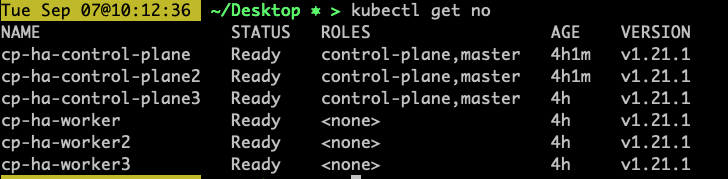 Tue Sep 07@10:12:36 ~/Desktop * > kubectl get no
NAME STATUS ROLES AGE VERSION
cp-ha-control-plane Ready control-plane,master 4h1m v1.21.1
cp-ha-control-plane2 Ready control-plane,master 4h1m v1.21.1
cp-ha-control-plane3 Ready control-plane,master 4h v1.21.1
cp-ha-worker Ready <none> 4h v1.21.1
cp-ha-worker2 Ready <none> 4h v1.21.1
cp-ha-worker3 Ready <none> 4h v1.21.1